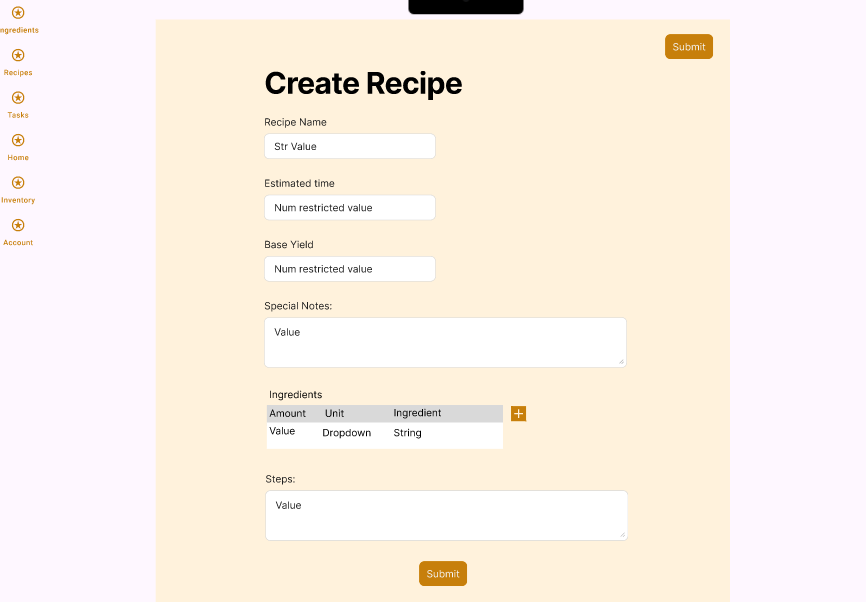 ngredients
Recipes
Tasks
Home
Inventory
Account
Submit
Create Recipe
Recipe Name
Str Value
Estimated time
Num restricted value
Base Yield
Num restricted value
Special Notes:
Value
Ingredients
Amount Unit Ingredient
Value Dropdown String
Steps:
Value
Submit